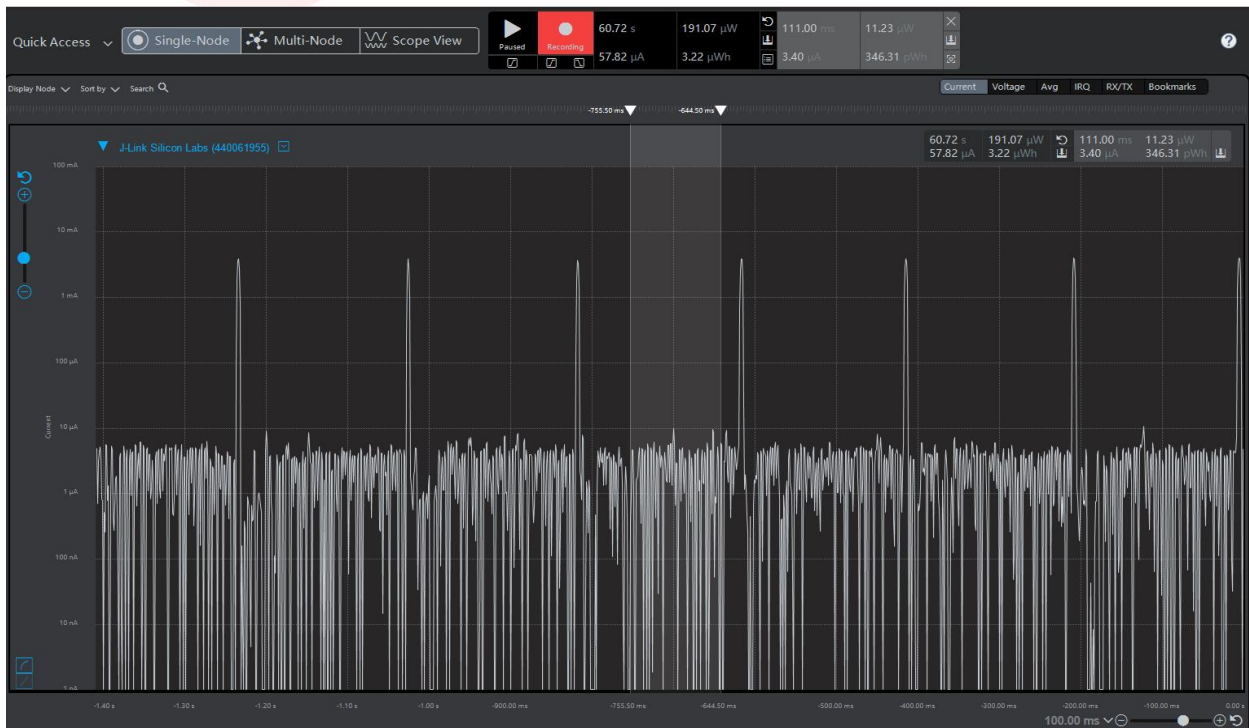 Quick Access
Single-Node
Multi-Node
Scope View
Paused
Recording
60.72 s
191.07 µW
57.82 µA
3.22 µWh
111.00 ms
11.23 µW
3.40 µA
346.31 pWh
?
Display Node
Sort by
Search
Current
Voltage
Avg
IRQ
RX/TX
Bookmarks
-755.50 ms
-644.50 ms
J-Link Silicon Labs (440061955)
60.72 s 191.07 µW
57.82 µA 3.22 µWh
111.00 ms 11.23 µW
3.40 µA 346.31 pWh
100 mA
10 mA
1 mA
100 µA
Current
10 µA
1 µA
100 nA
10 nA
1 nA
-1.40 s
-1.30 s
-1.20 s
-1.10 s
-1.00 s
-900.00 ms
-755.50 ms
-644.50 ms
-500.00 ms
-400.00 ms
-300.00 ms
-200.00 ms
-100.00 ms
0.00 s
100.00 ms